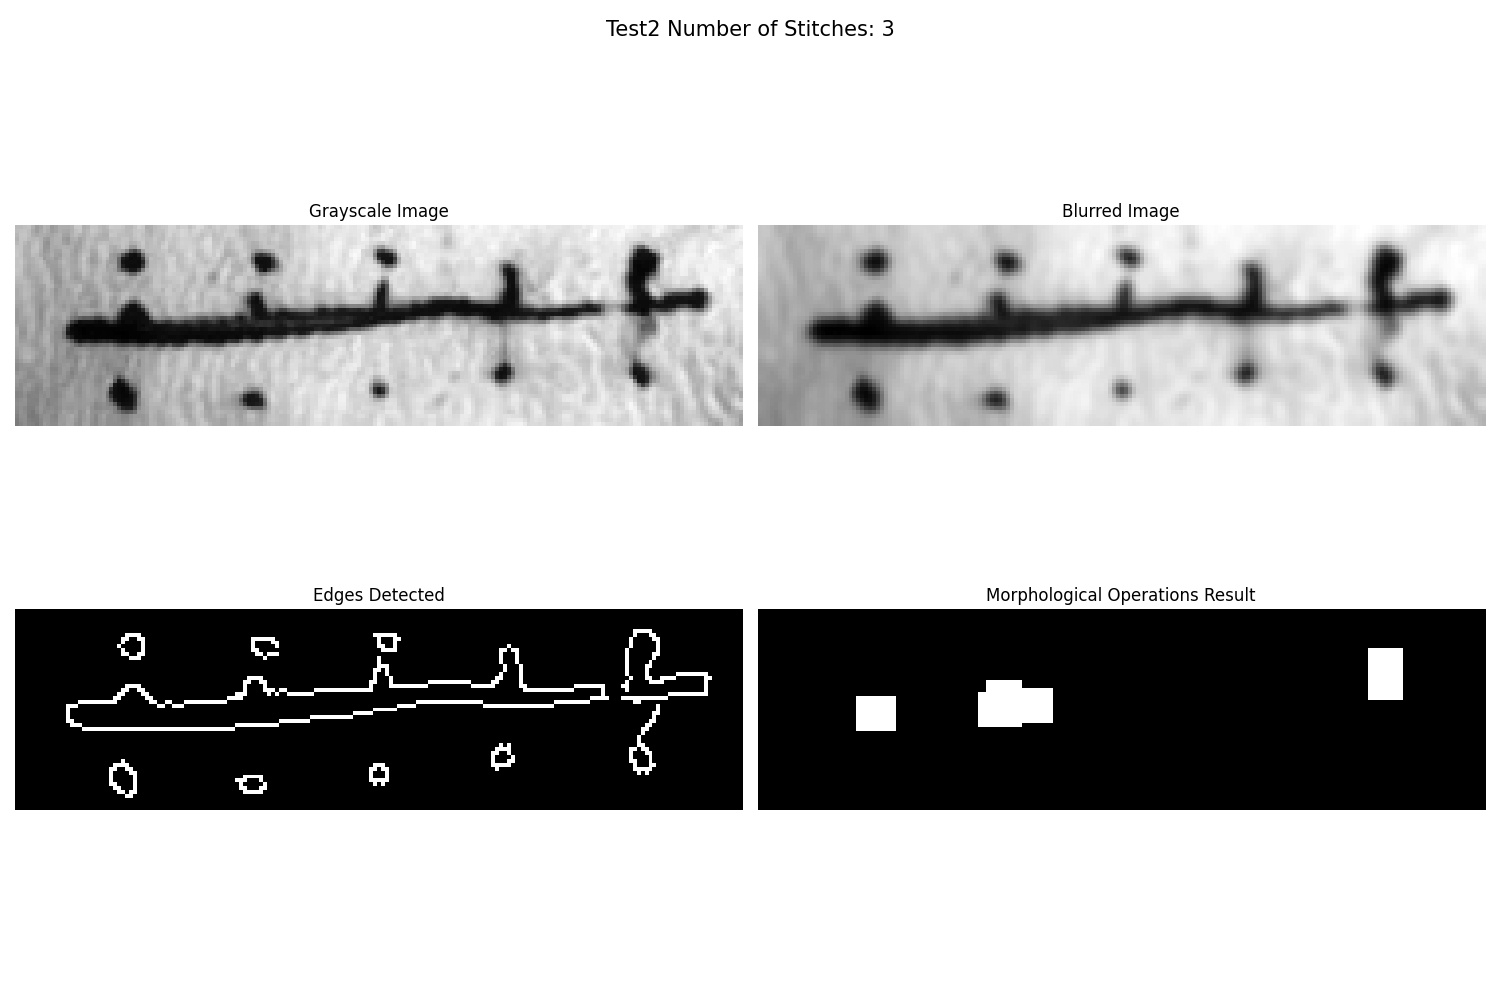 Test2 Number of Stitches: 3
Grayscale Image
Blurred Image
Edges Detected
Morphological Operations Result